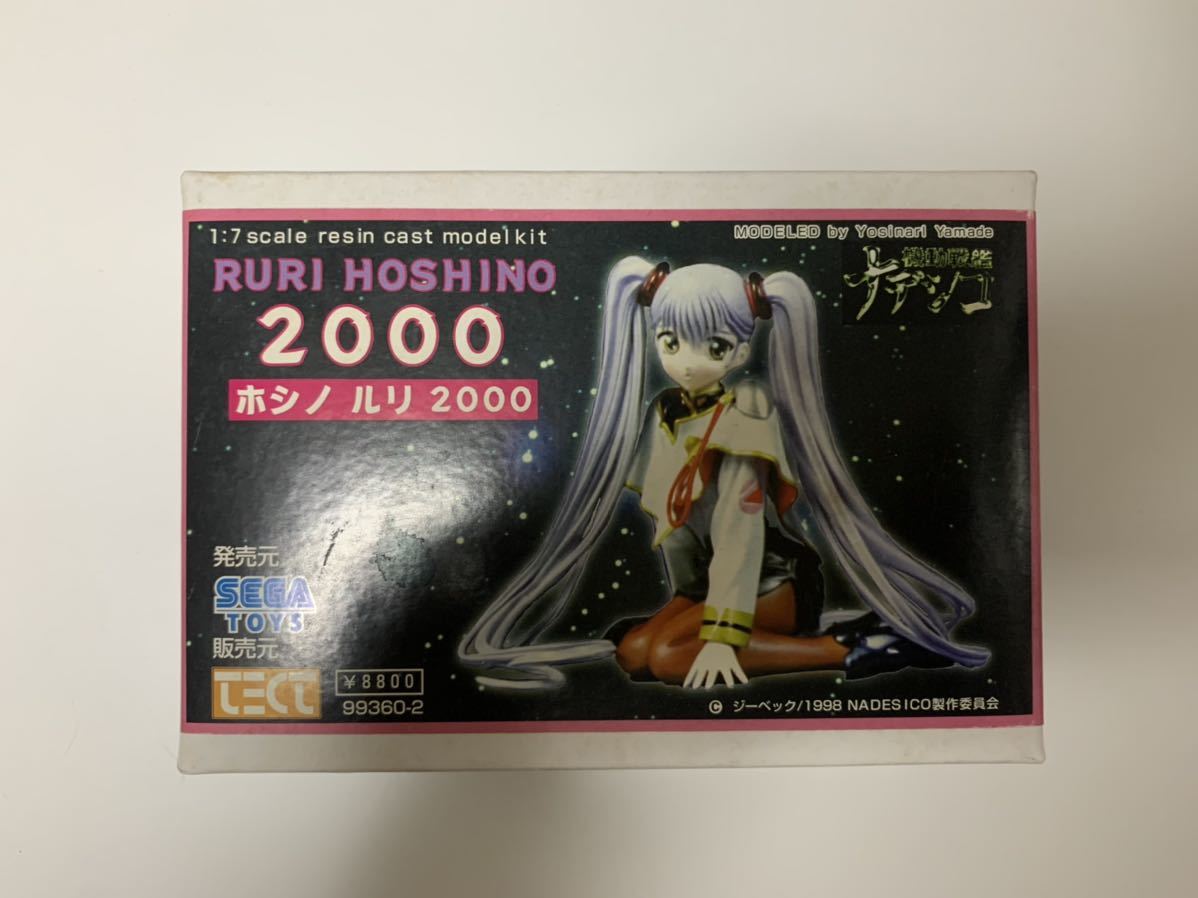 1:7 scale resin cast model kit
MODELED by Yosinari Yamade
RURI HOSHINO
機動戦艦
ナデシコ
2000
ホシノ ルリ 2000
発売元
SEGA
TOYS
販売元
TECT
¥8800
99360-2
© ジーベック/1998 NADESICO製作委員会